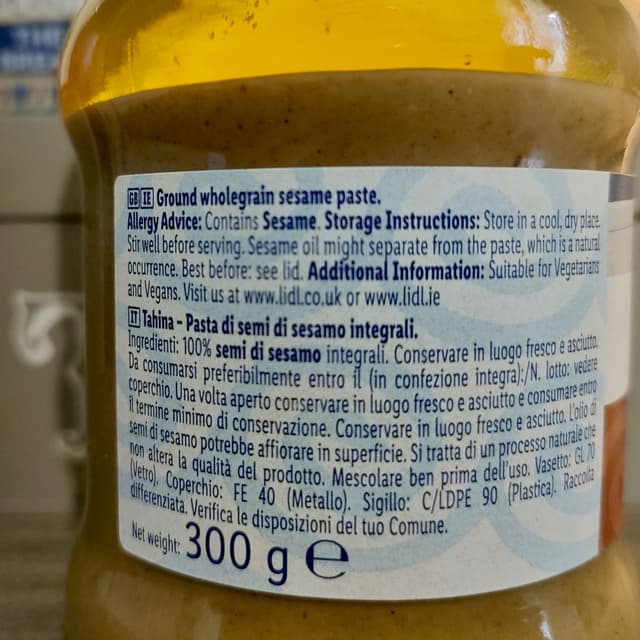 GB IE Ground wholegrain sesame paste.
Allergy Advice: Contains Sesame. Storage Instructions: Store in a cool, dry place.
Stir well before serving. Sesame oil might separate from the paste, which is a natural
occurrence. Best before: see lid. Additional Information: Suitable for Vegetarians
and Vegans. Visit us at www.lidl.co.uk or www.lidl.ie
IT Tahina – Pasta di semi di sesamo integrali.
Ingredienti: 100% semi di sesamo integrali. Conservare in luogo fresco e asciutto.
Da consumarsi preferibilmente entro il (in confezione integra):/N. lotto: vedere
coperchio. Una volta aperto conservare in luogo fresco e asciutto e consumare entro
il termine minimo di conservazione. Conservare in luogo fresco e asciutto. L'olio di
semi di sesamo potrebbe affiorare in superficie. Si tratta di un processo naturale che
non altera la qualità del prodotto. Mescolare ben prima dell'uso. Vasetto: GL 70
(Vetro). Coperchio: FE 40 (Metallo). Sigillo: C/LDPE 90 (Plastica). Raccolta
differenziata. Verifica le disposizioni del tuo Comune.
Net weight: 300 g e